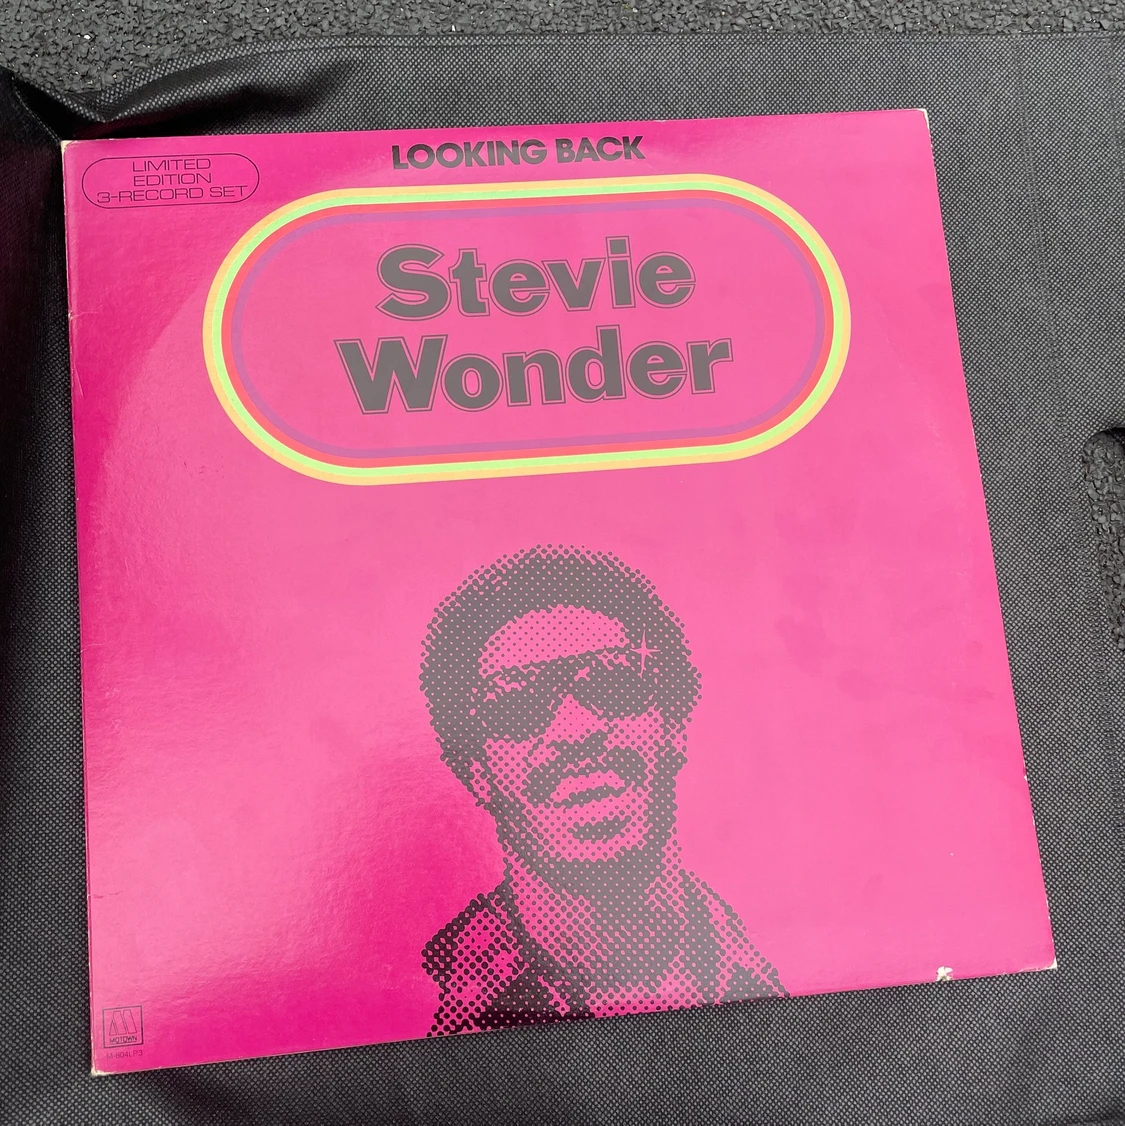 LOOKING BACK
LIMITED
EDITION
3-RECORD SET
Stevie
Wonder
MOTOWN
M-804LP3